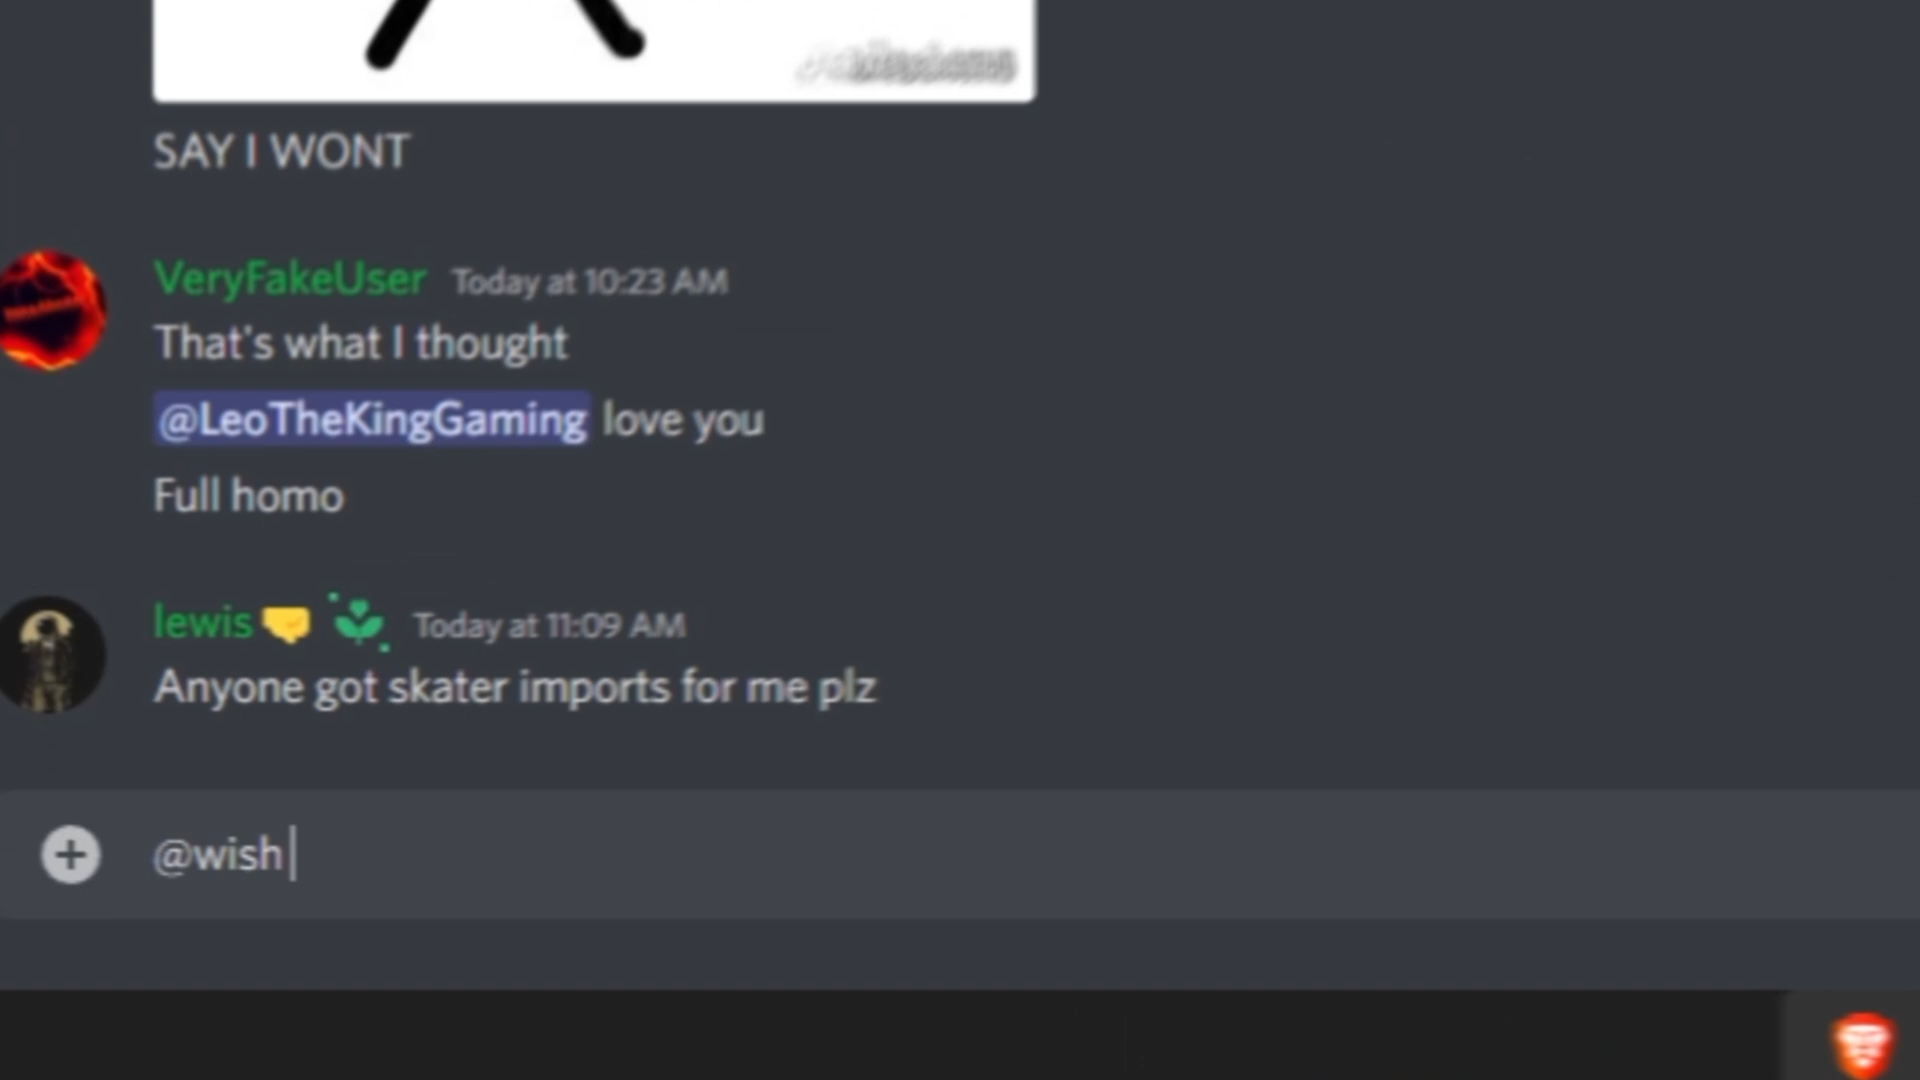 SAY I WONT
VeryFakeUser Today at 10:23 AM
That's what I thought
@LeoTheKingGaming love you
Full homo
lewis Today at 11:09 AM
Anyone got skater imports for me plz
@wish